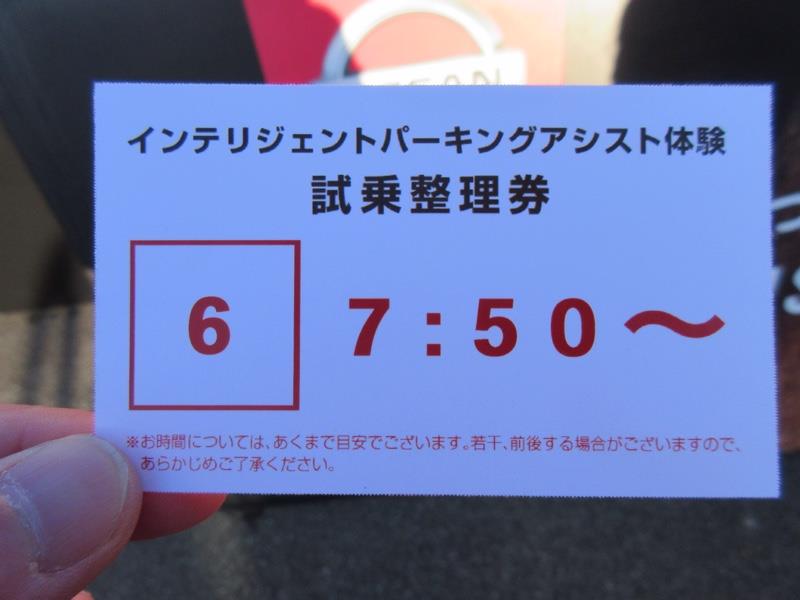 インテリジェントパーキングアシスト体験
試乗整理券
6 7:50～
※お時間については、あくまで目安でございます。若干、前後する場合がございますので、
あらかじめご了承ください。